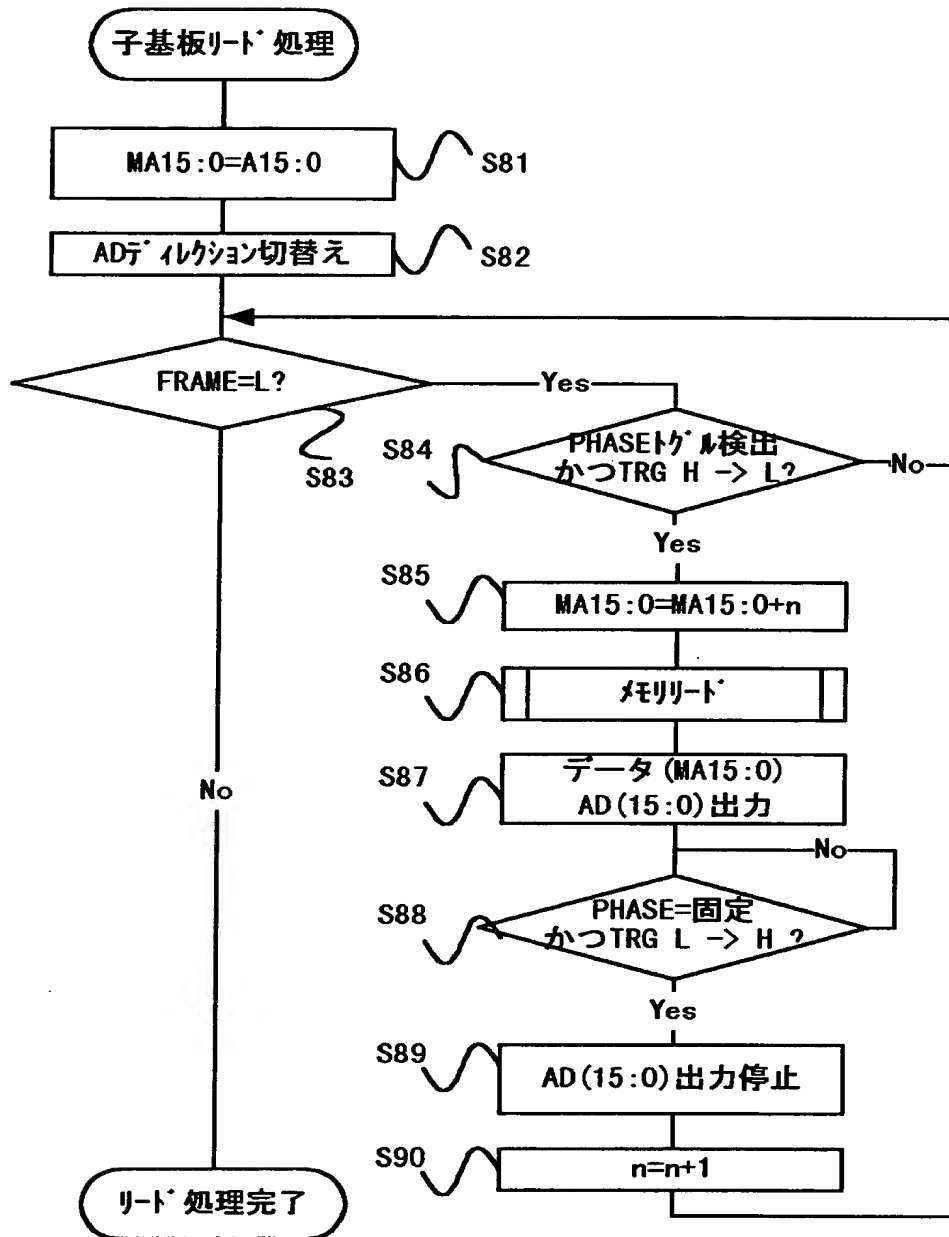 子基板ﾘｰﾄﾞ処理
MA15:0=A15:0
S81
ADﾃﾞｨﾚｸｼｮﾝ切替え
S82
FRAME=L?
Yes
S83
No
S84
PHASEﾄｸﾞﾙ検出
かつTRG H -> L?
No
Yes
S85
MA15:0=MA15:0+n
S86
ﾒﾓﾘﾘｰﾄﾞ
S87
データ(MA15:0)
AD(15:0)出力
No
S88
PHASE=固定
かつTRG L -> H ?
Yes
S89
AD(15:0)出力停止
S90
n=n+1
ﾘｰﾄﾞ処理完了